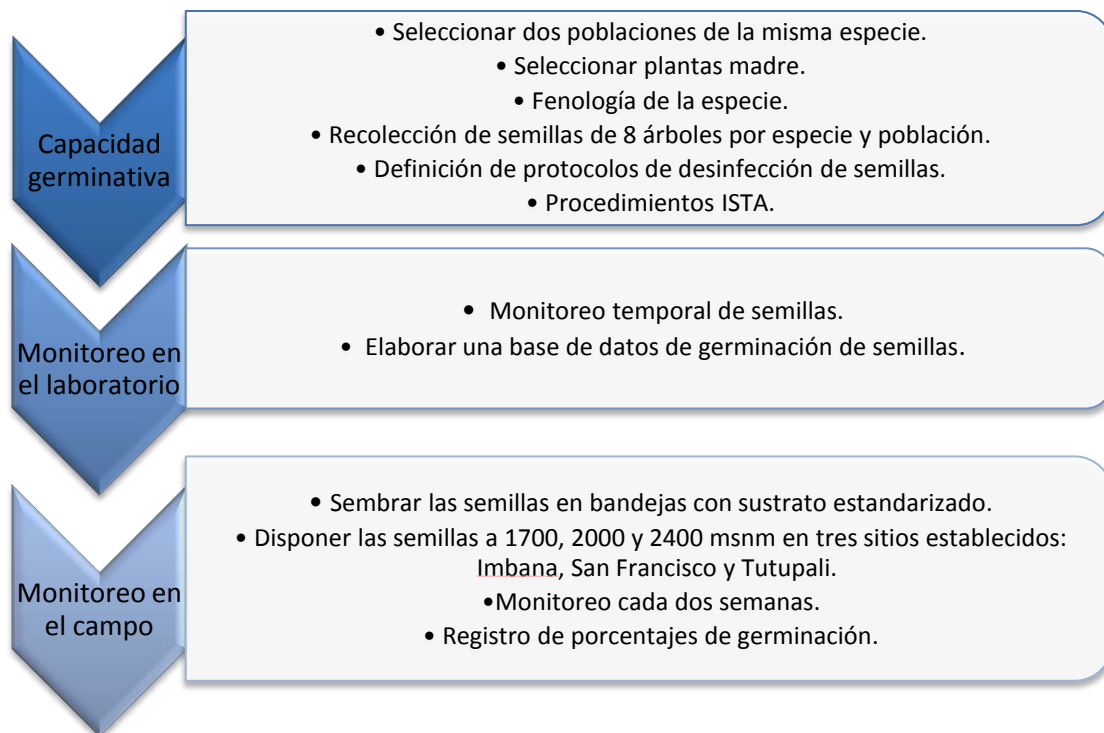 Capacidad
germinativa
• Seleccionar dos poblaciones de la misma especie.
• Seleccionar plantas madre.
• Fenología de la especie.
• Recolección de semillas de 8 árboles por especie y población.
• Definición de protocolos de desinfección de semillas.
• Procedimientos ISTA.
Monitoreo en
el laboratorio
• Monitoreo temporal de semillas.
• Elaborar una base de datos de germinación de semillas.
Monitoreo en
el campo
• Sembrar las semillas en bandejas con sustrato estandarizado.
• Disponer las semillas a 1700, 2000 y 2400 msnm en tres sitios establecidos:
Imbana, San Francisco y Tutupali.
•Monitoreo cada dos semanas.
• Registro de porcentajes de germinación.